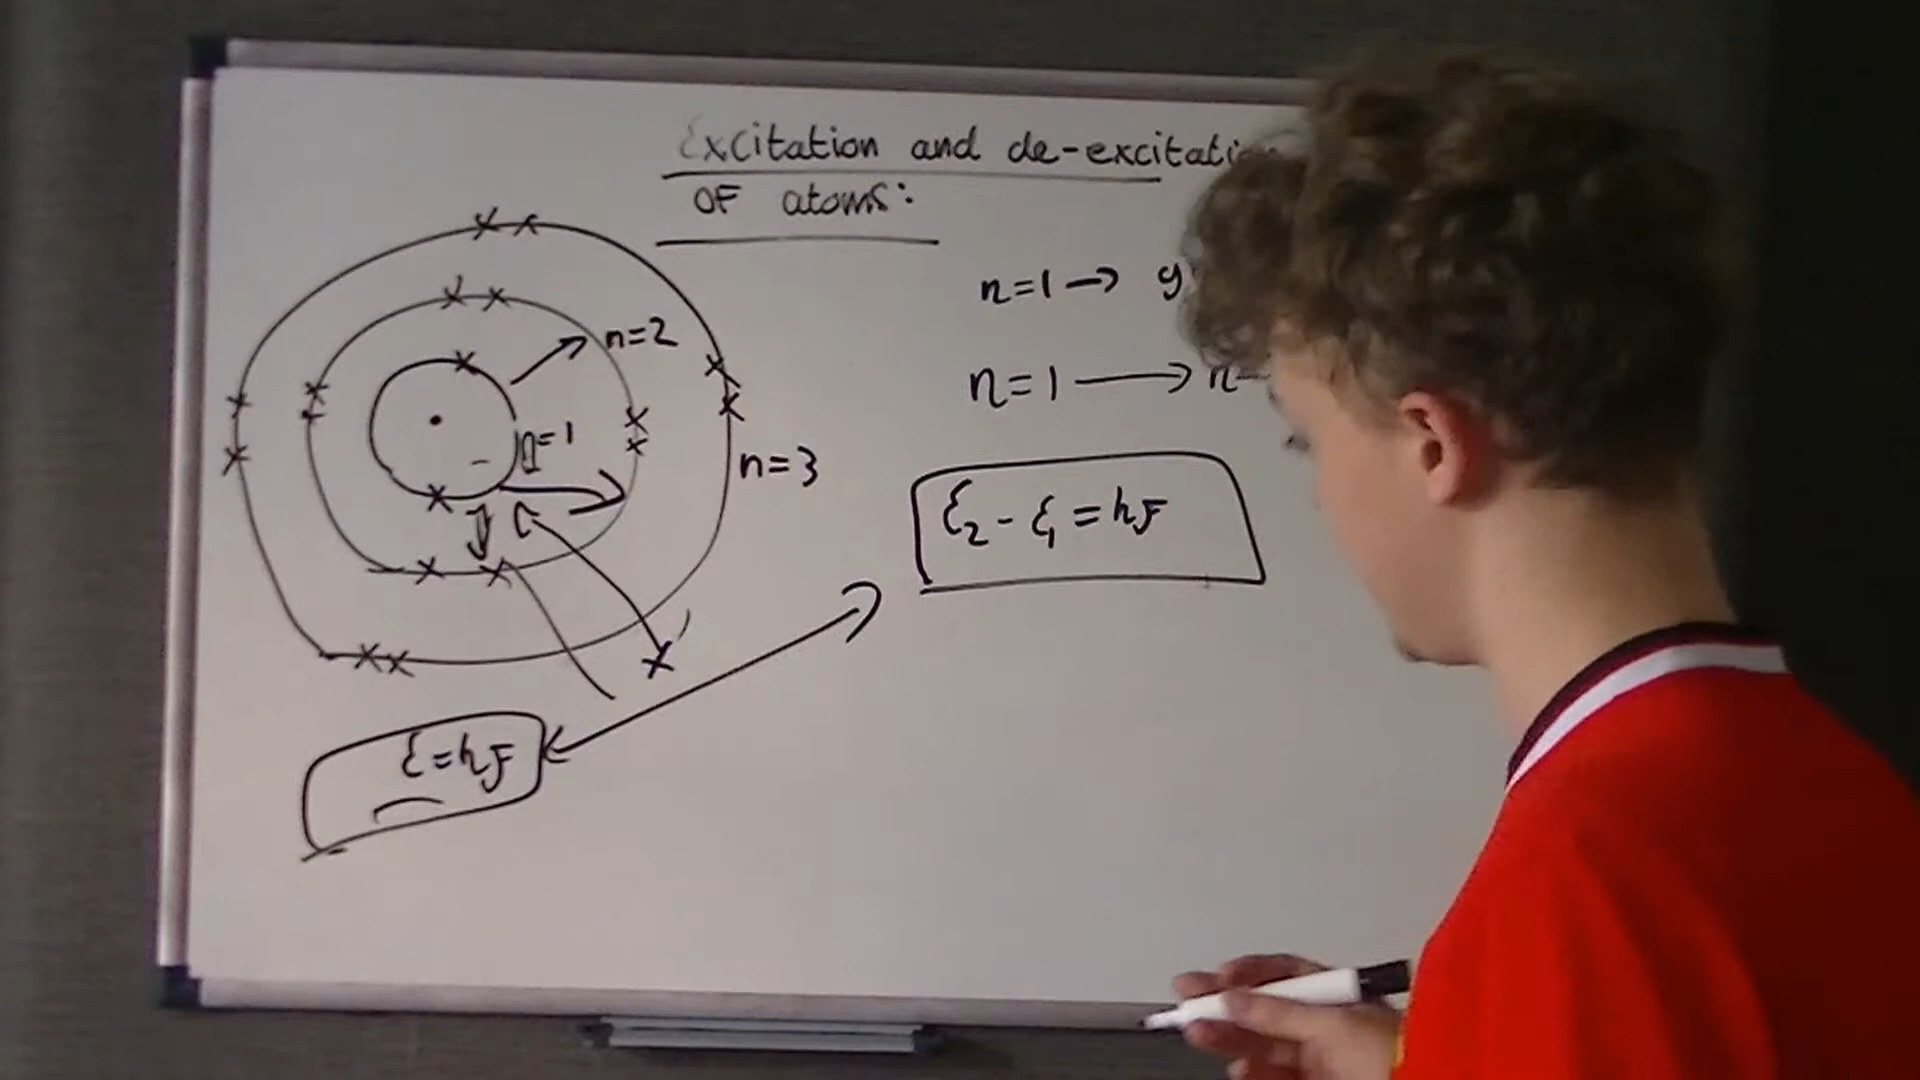 Excitation and de-excitati
OF atoms:
n=1 →
n=1 → n
n=2
n=1
n=3
E₂ - E₁ = hf
E = hf